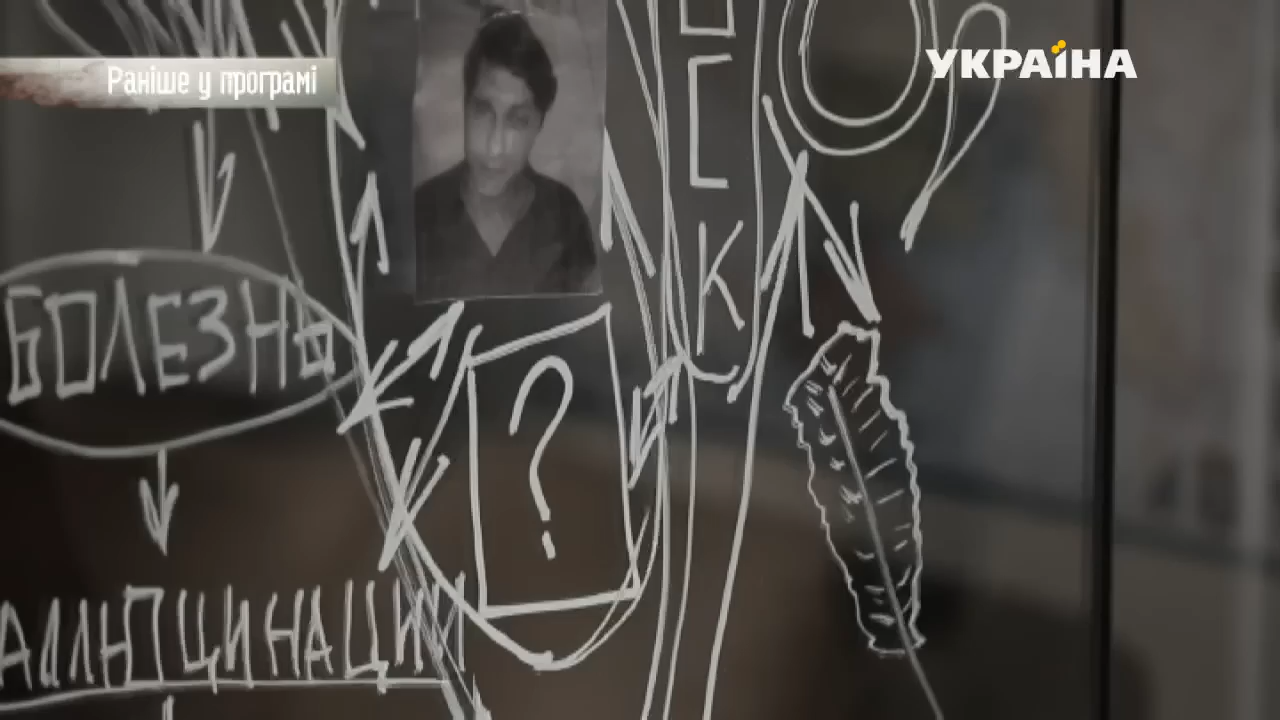 Раніше у програмі
УКРАЇНА
С
К
БОЛЕЗНЬ
?
АЛЛЮЦИНАЦИИ